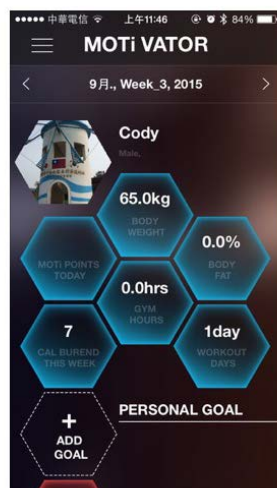 中華電信 上午11:46 84%
MOTi VATOR
9月., Week_3, 2015
Cody
Male,
65.0kg
BODY
WEIGHT
0.0%
BODY
FAT
MOTi POINTS
TODAY
0.0hrs
GYM
HOURS
7
CAL BUREND
THIS WEEK
1day
WORKOUT
DAYS
+
ADD
GOAL
PERSONAL GOAL